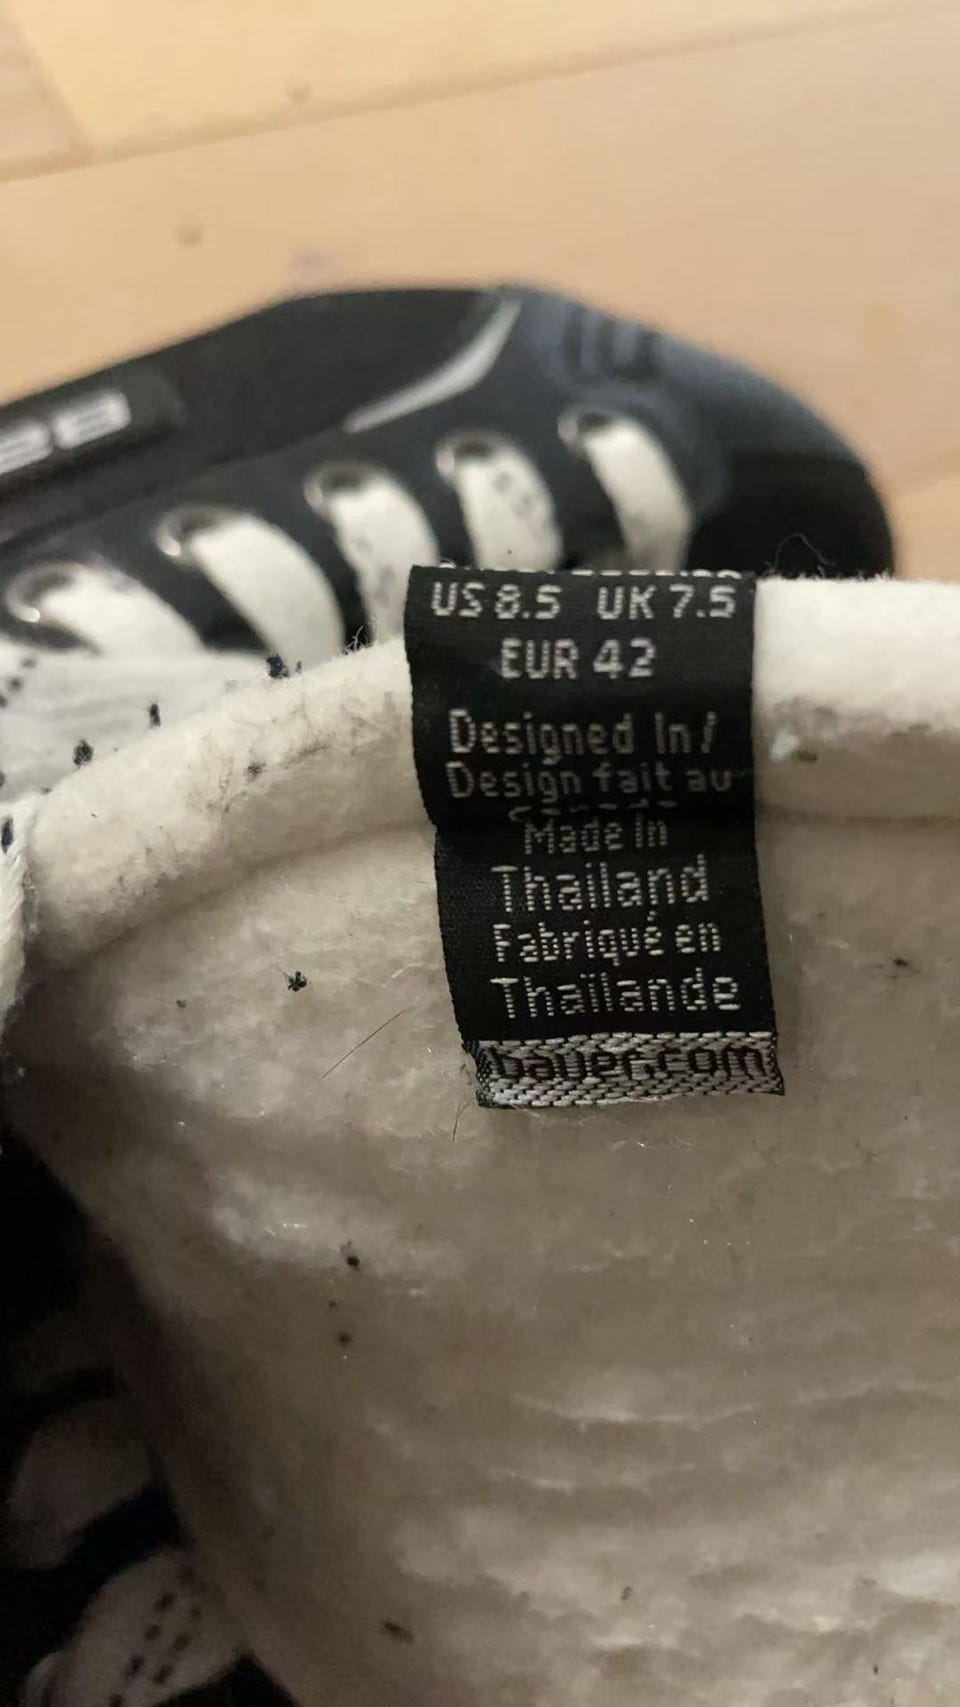 US 8.5 UK 7.5
EUR 42
Designed In/
Design fait au
Canada
Made in
Thailand
Fabriqué en
Thaïlande
bauer.com